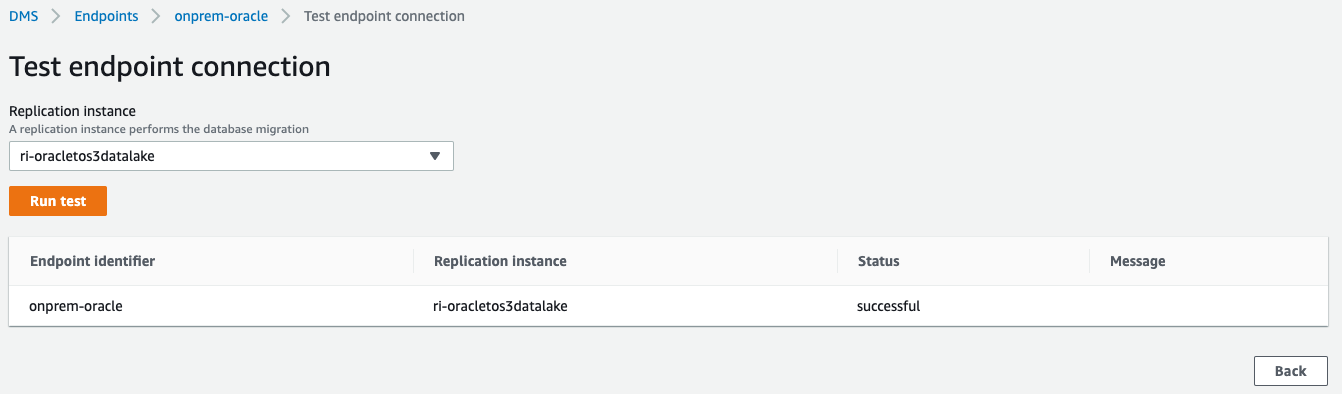 DMS > Endpoints > onprem-oracle > Test endpoint connection
Test endpoint connection
Replication instance
A replication instance performs the database migration
ri-oracletos3datalake
Run test
Endpoint identifier Replication instance Status Message
onprem-oracle ri-oracletos3datalake successful
Back